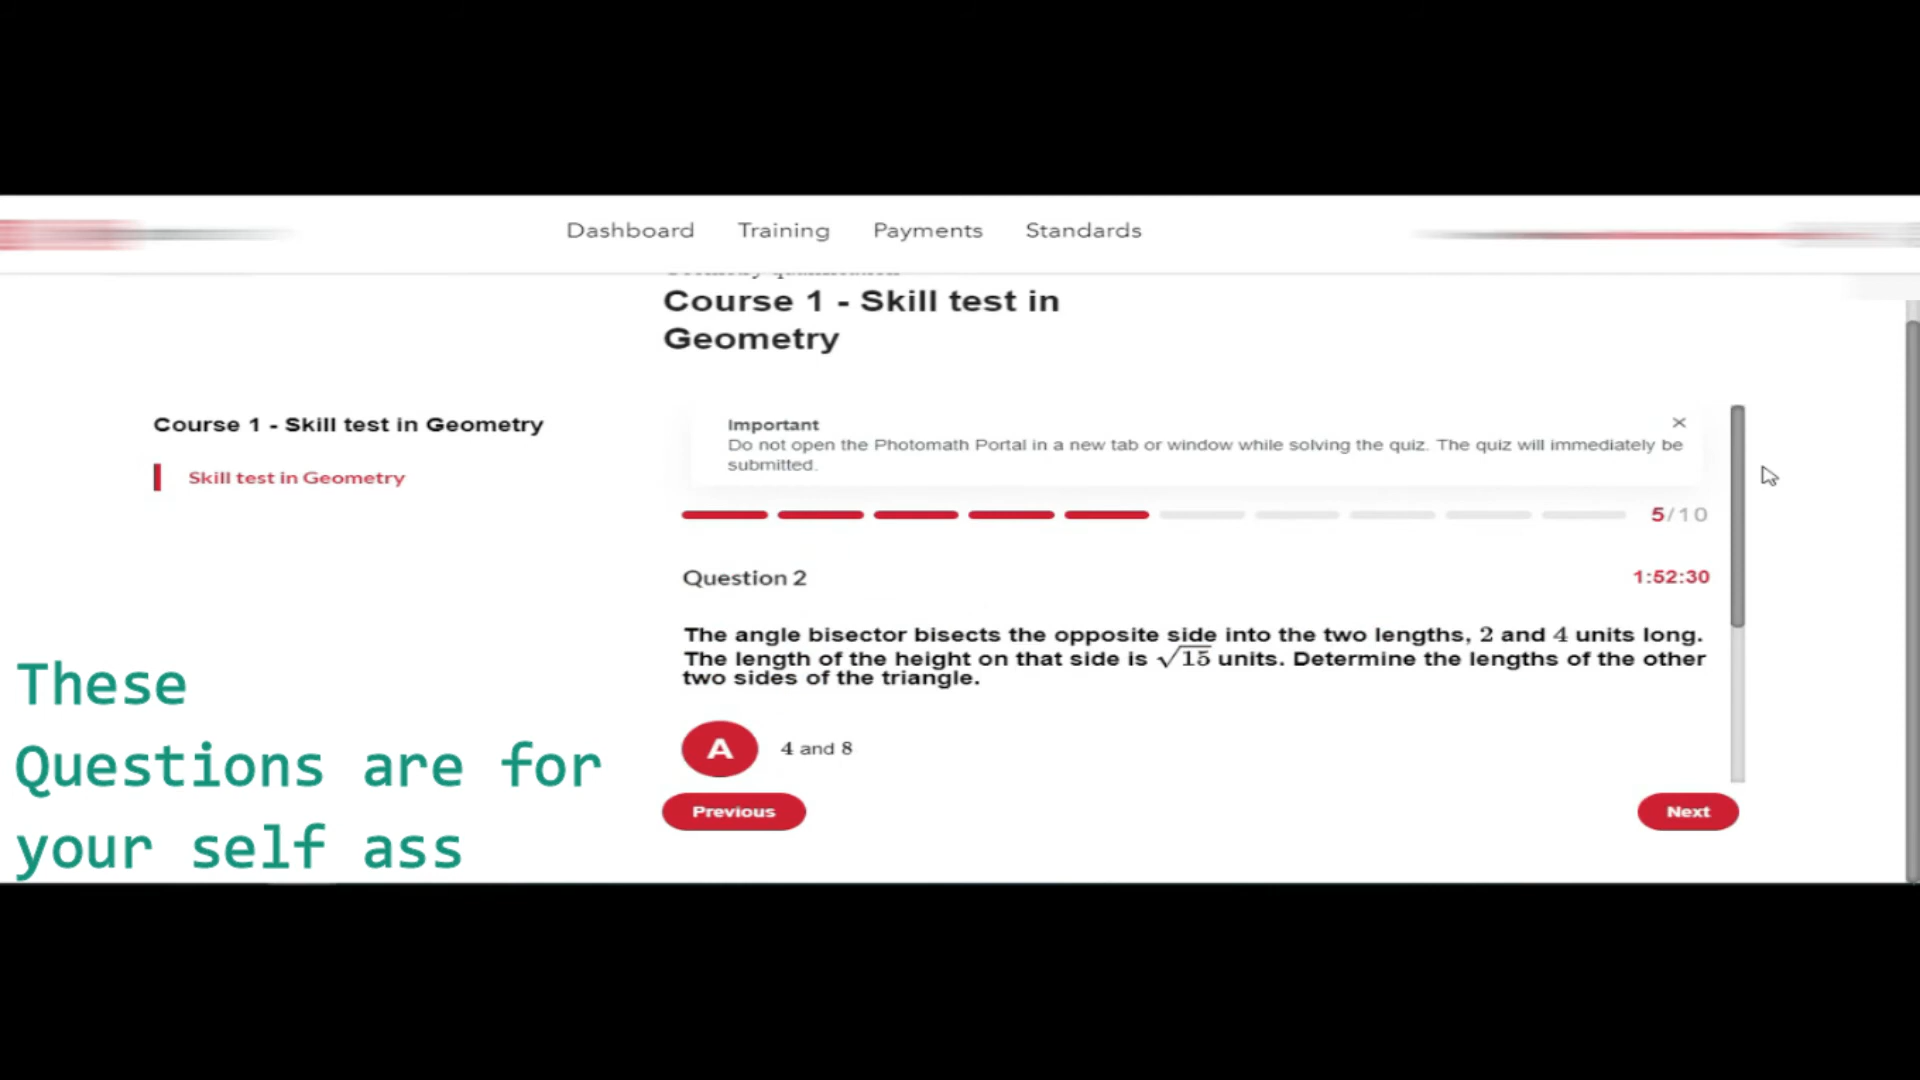 Dashboard Training Payments Standards
Course 1 - Skill test in
Geometry
Course 1 - Skill test in Geometry
Skill test in Geometry
Important
Do not open the Photomath Portal in a new tab or window while solving the quiz. The quiz will immediately be
submitted.
5/10
Question 2
1:52:30
The angle bisector bisects the opposite side into the two lengths, 2 and 4 units long.
The length of the height on that side is √15 units. Determine the lengths of the other
two sides of the triangle.
A 4 and 8
Previous
Next
These
Questions are for
your self ass